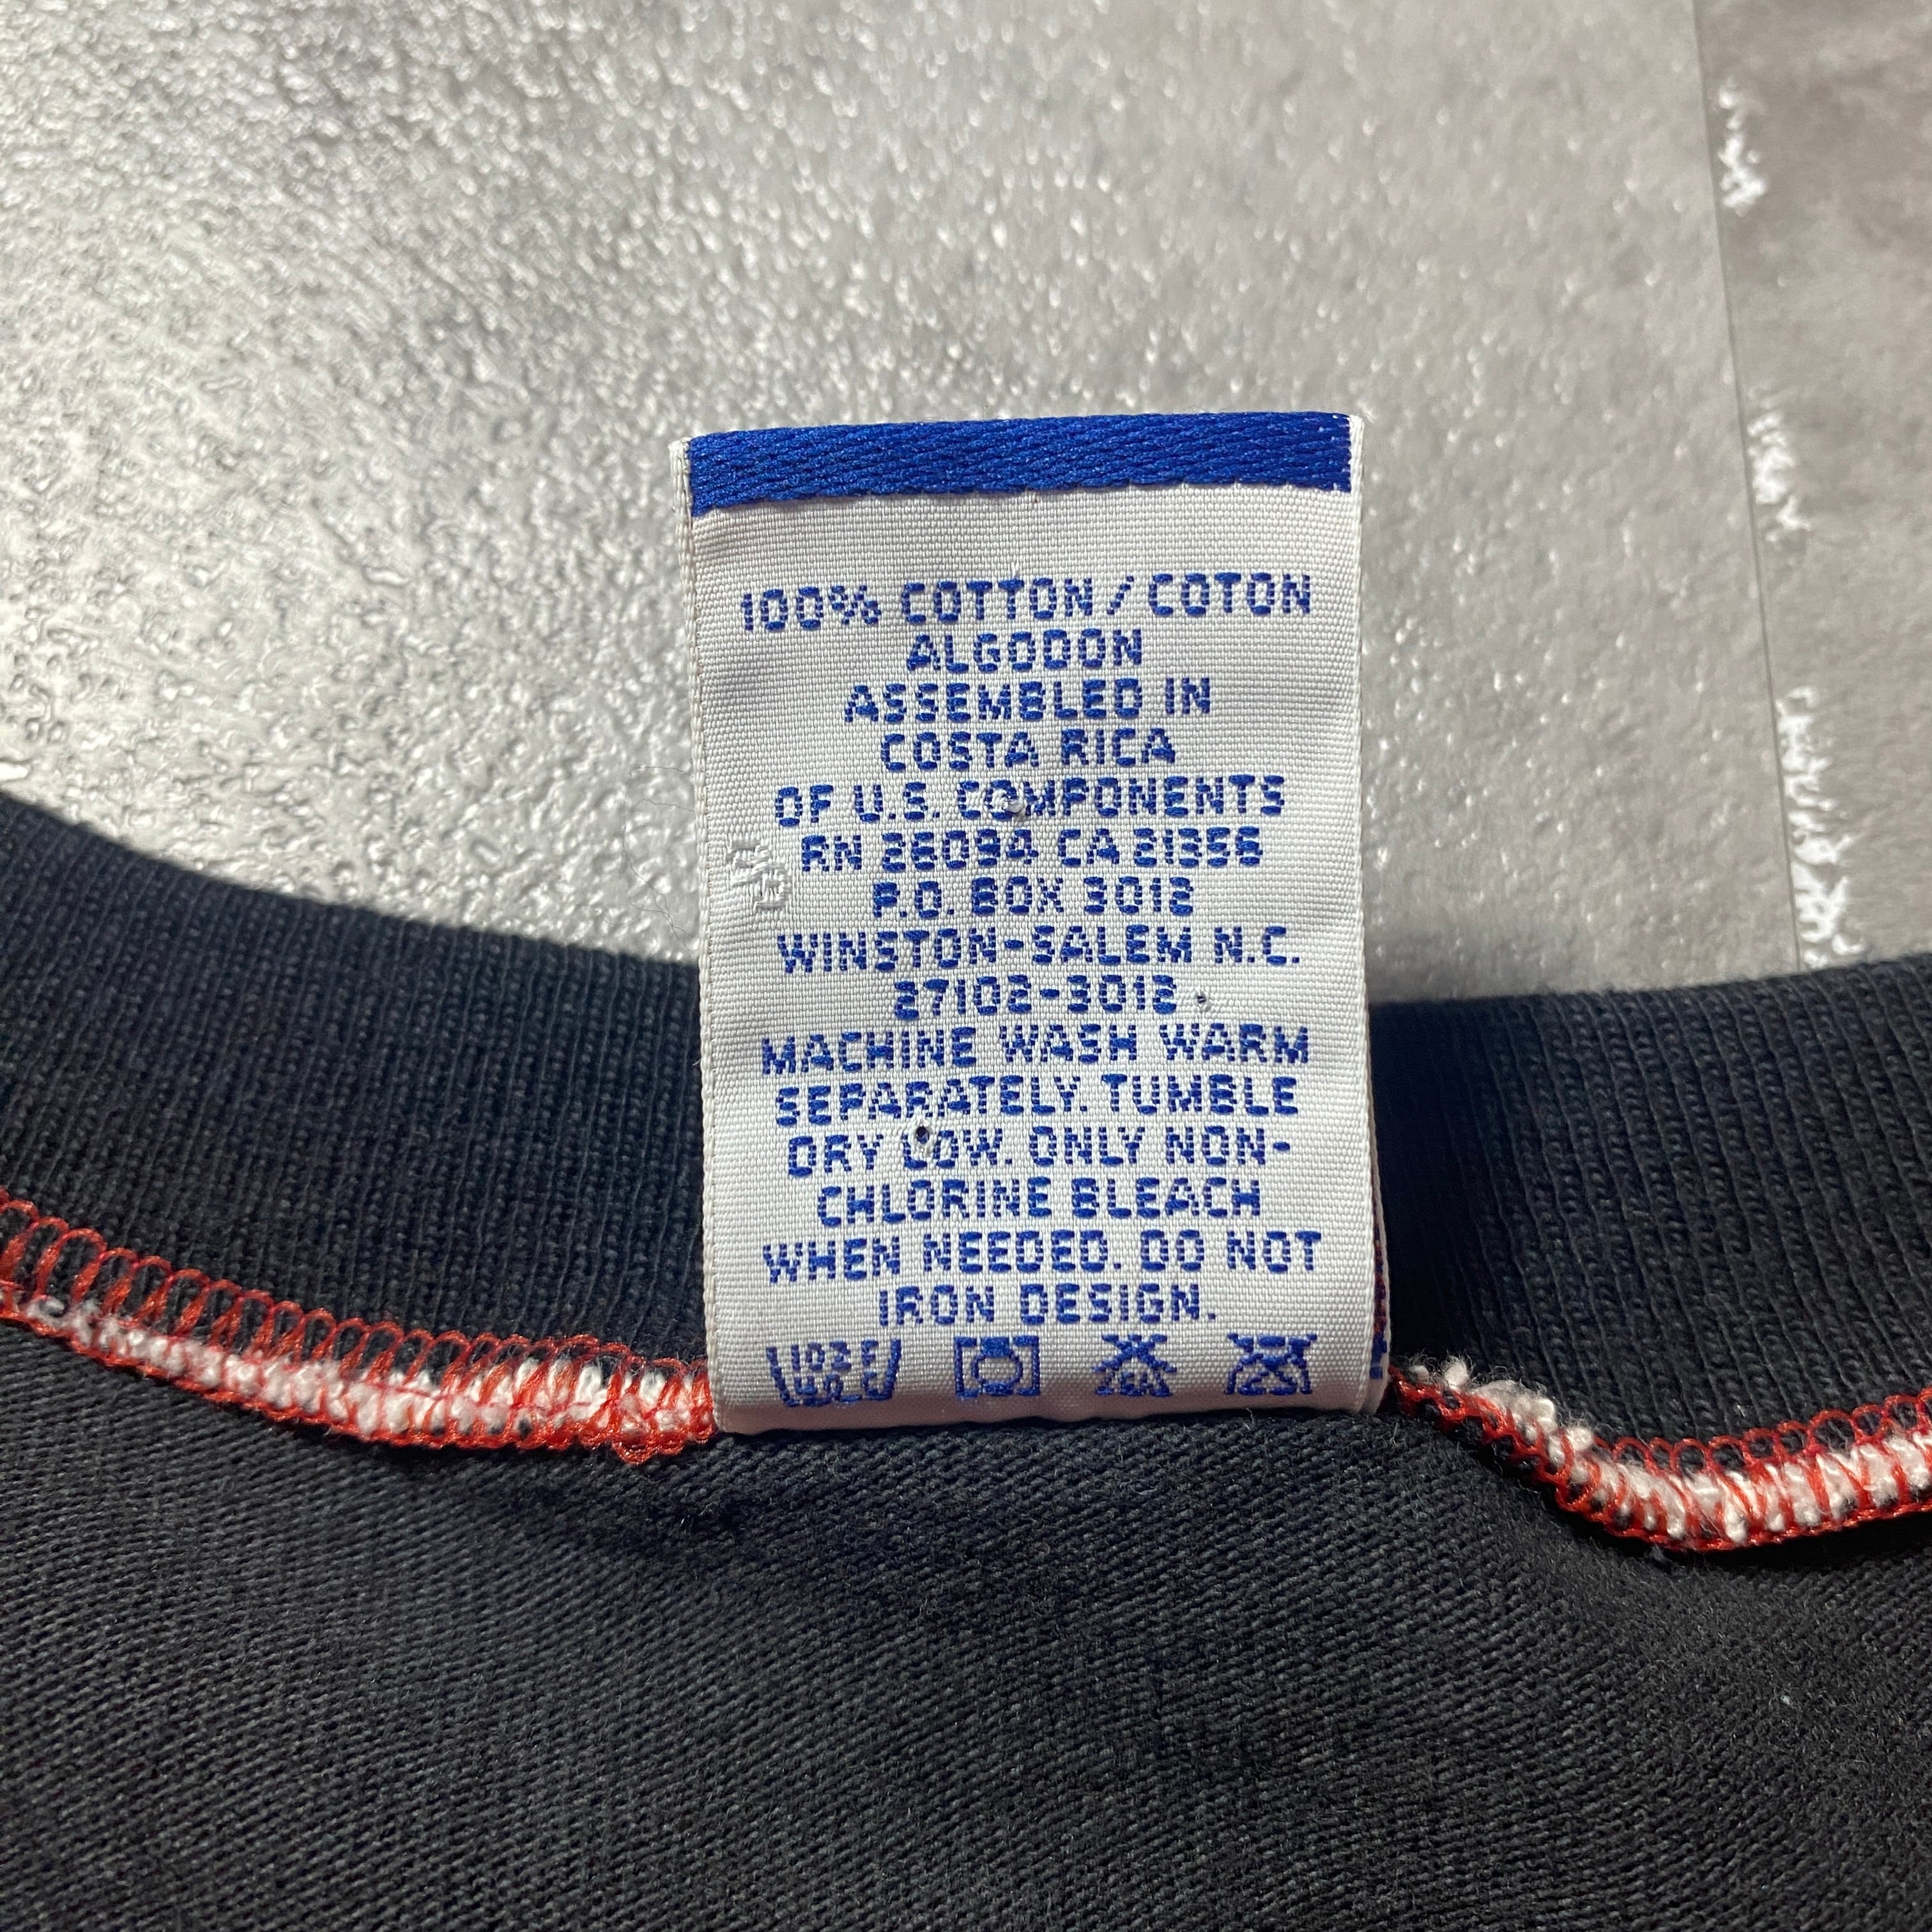 100% COTTON/COTON
ALGODON
ASSEMBLED IN
COSTA RICA
OF U.S. COMPONENTS
RN 26094 CA 21356
P.O. BOX 3012
WINSTON-SALEM N.C.
27102-3012
MACHINE WASH WARM
SEPARATELY. TUMBLE
DRY LOW. ONLY NON-
CHLORINE BLEACH
WHEN NEEDED. DO NOT
IRON DESIGN.